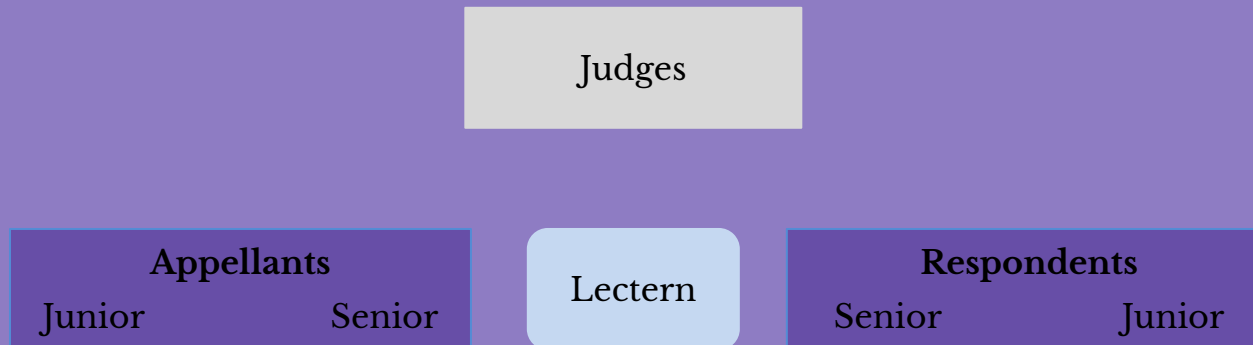 Judges
Appellants
Junior Senior
Lectern
Respondents
Senior Junior